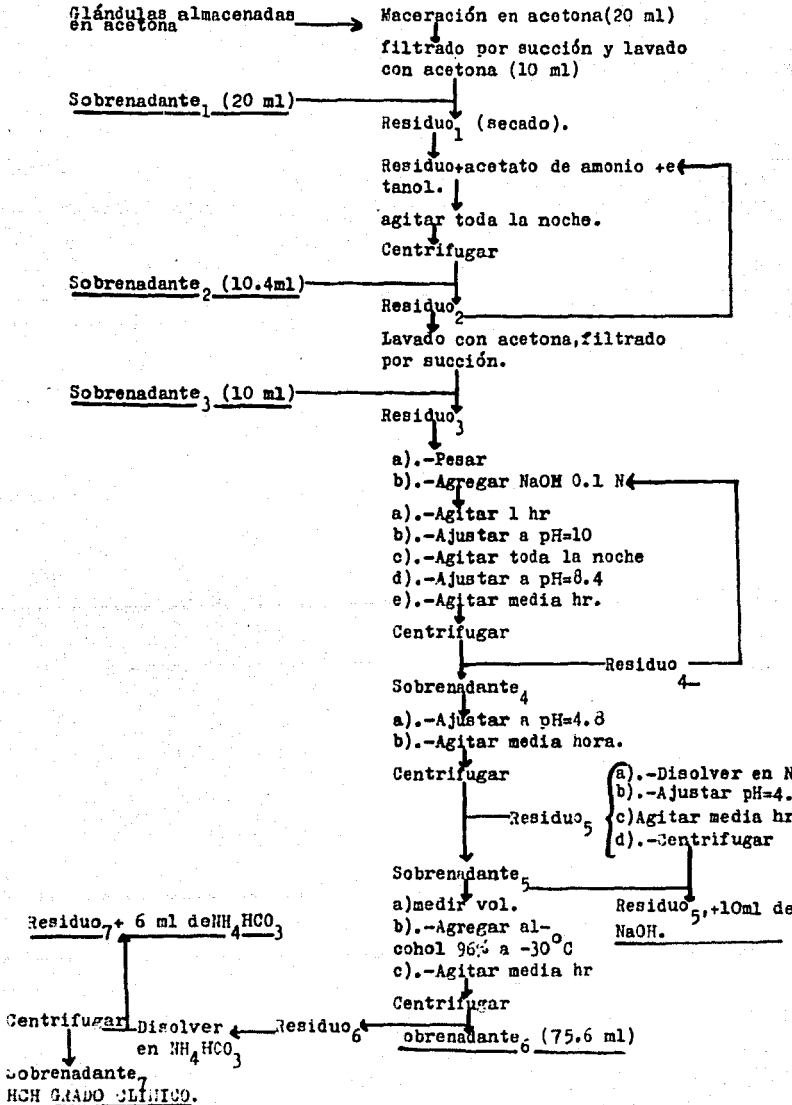 Glándulas almacenadas
en acetona
Maceración en acetona(20 ml)
filtrado por succión y lavado
con acetona (10 ml)
Sobrenadante1 (20 ml)
Residuo1 (secado).
Residuo+acetato de amonio +e
tanol.
agitar toda la noche.
Centrifugar
Sobrenadante2 (10.4ml)
Residuo2
Lavado con acetona,filtrado
por succión.
Sobrenadante3 (10 ml)
Residuo3
a).-Pesar
b).-Agregar NaOH 0.1 N
a).-Agitar 1 hr
b).-Ajustar a pH=10
c).-Agitar toda la noche
d).-Ajustar a pH=8.4
e).-Agitar media hr.
Centrifugar
Residuo4
Sobrenadante4
a).-Ajustar a pH=4.8
b).-Agitar media hora.
Centrifugar
Residuo5
a).-Disolver en N
b).-Ajustar pH=4.
c)Agitar media hr
d).-Centrifugar
Sobrenadante5
a)medir vol.
b).-Agregar al-
cohol 96% a -30°C
c).-Agitar media hr
Residuo5,+10ml de
NaOH.
Centrifugar
Residuo7+ 6 ml deNH4HCO3
Centrifugar
Disolver
en NH4HCO3
Residuo6
obrenadante6 (75.6 ml)
Sobrenadante7
HCH GRADO CLINICO.